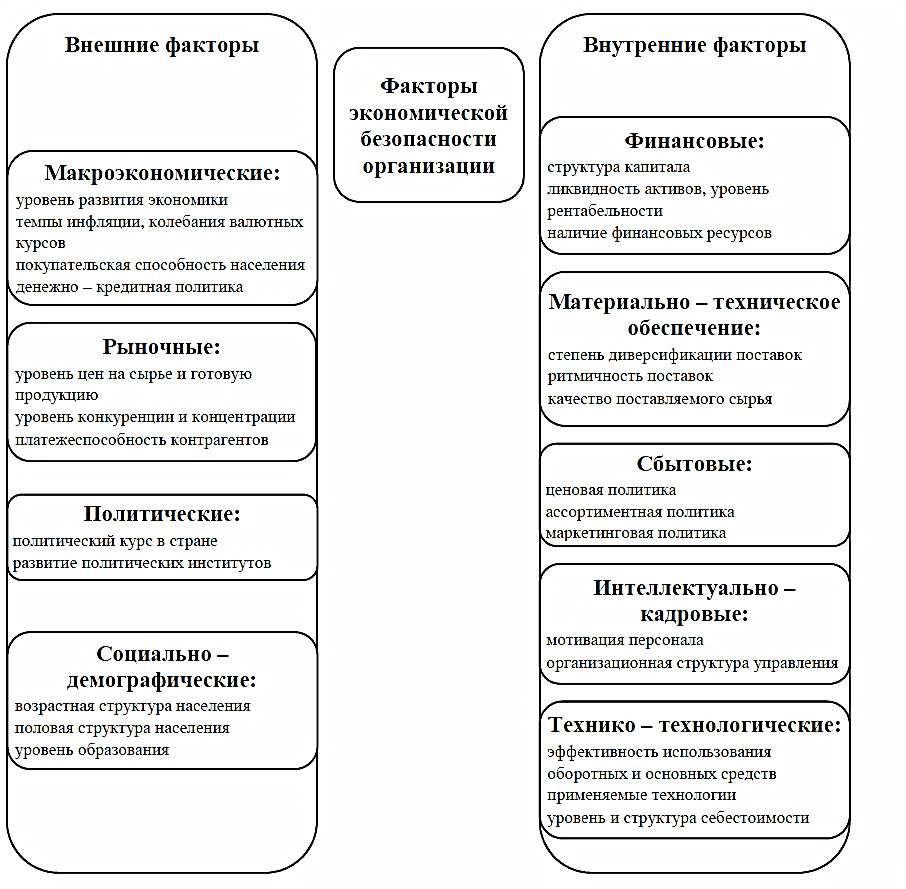 Внешние факторы
Макроэкономические:
уровень развития экономики
темпы инфляции, колебания валютных
курсов
покупательская способность населения
денежно – кредитная политика
Рыночные:
уровень цен на сырье и готовую
продукцию
уровень конкуренции и концентрации
платежеспособность контрагентов
Политические:
политический курс в стране
развитие политических институтов
Социально –
демографические:
возрастная структура населения
половая структура населения
уровень образования
Факторы
экономической
безопасности
организации
Внутренние факторы
Финансовые:
структура капитала
ликвидность активов, уровень
рентабельности
наличие финансовых ресурсов
Материально – техническое
обеспечение:
степень диверсификации поставок
ритмичность поставок
качество поставляемого сырья
Сбытовые:
ценовая политика
ассортиментная политика
маркетинговая политика
Интеллектуально –
кадровые:
мотивация персонала
организационная структура управления
Технико – технологические:
эффективность использования
оборотных и основных средств
применяемые технологии
уровень и структура себестоимости